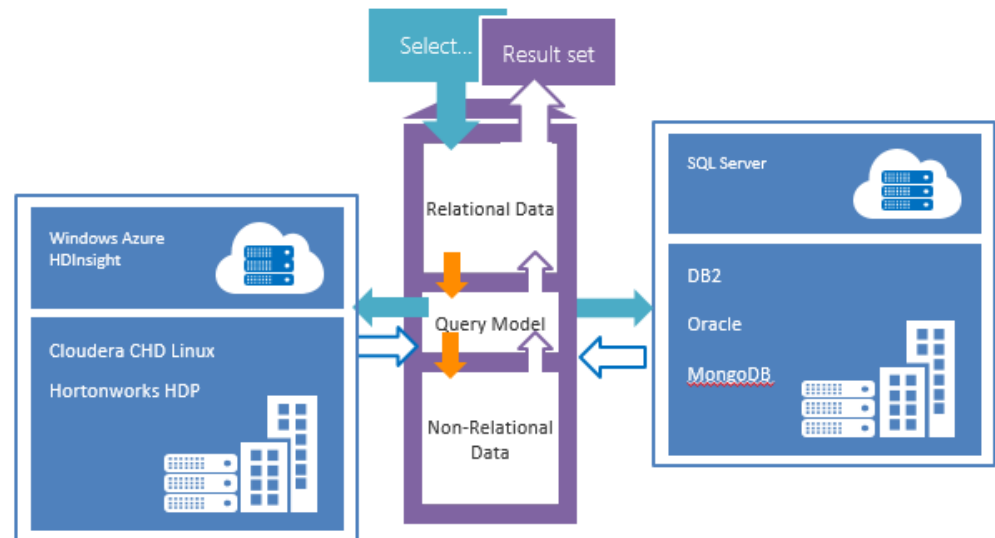 Select...
Result set
Relational Data
Query Model
Non-Relational
Data
Windows Azure
HDInsight
Cloudera CHD Linux
Hortonworks HDP
SQL Server
DB2
Oracle
MongoDB